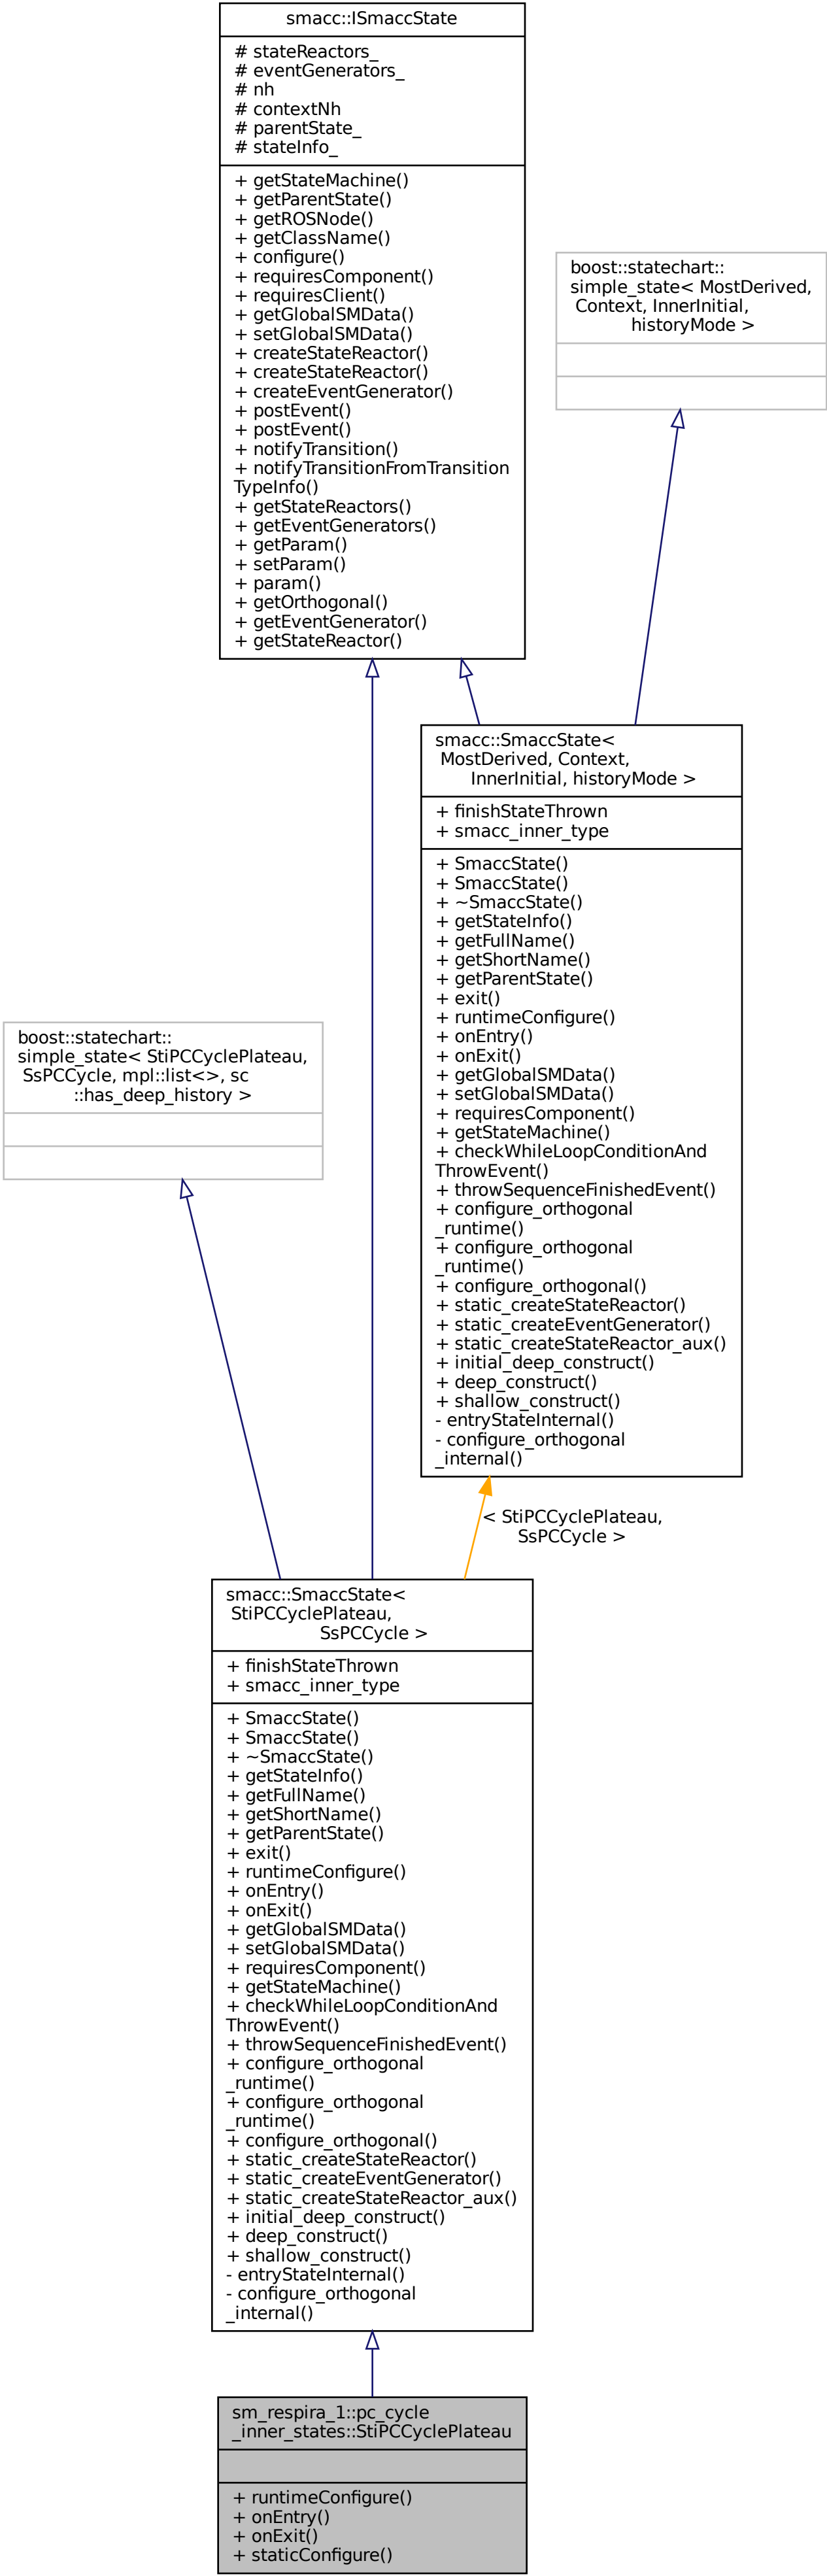 smacc::ISmaccState
# stateReactors_
# eventGenerators_
# nh
# contextNh
# parentState_
# stateInfo_
+ getStateMachine()
+ getParentState()
+ getROSNode()
+ getClassName()
+ configure()
+ requiresComponent()
+ requiresClient()
+ getGlobalSMData()
+ setGlobalSMData()
+ createStateReactor()
+ createStateReactor()
+ createEventGenerator()
+ postEvent()
+ postEvent()
+ notifyTransition()
+ notifyTransitionFromTransition
TypeInfo()
+ getStateReactors()
+ getEventGenerators()
+ getParam()
+ setParam()
+ param()
+ getOrthogonal()
+ getEventGenerator()
+ getStateReactor()
boost::statechart::
simple_state< MostDerived,
Context, InnerInitial,
historyMode >
smacc::SmaccState<
MostDerived, Context,
InnerInitial, historyMode >
+ finishStateThrown
+ smacc_inner_type
+ SmaccState()
+ SmaccState()
+ ~SmaccState()
+ getStateInfo()
+ getFullName()
+ getShortName()
+ getParentState()
+ exit()
+ runtimeConfigure()
+ onEntry()
+ onExit()
+ getGlobalSMData()
+ setGlobalSMData()
+ requiresComponent()
+ getStateMachine()
+ checkWhileLoopConditionAnd
ThrowEvent()
+ throwSequenceFinishedEvent()
+ configure_orthogonal
_runtime()
+ configure_orthogonal
_runtime()
+ configure_orthogonal()
+ static_createStateReactor()
+ static_createEventGenerator()
+ static_createStateReactor_aux()
+ initial_deep_construct()
+ deep_construct()
+ shallow_construct()
- entryStateInternal()
- configure_orthogonal
_internal()
boost::statechart::
simple_state< StiPCCyclePlateau,
SsPCCycle, mpl::list<>, sc
::has_deep_history >
< StiPCCyclePlateau,
SsPCCycle >
smacc::SmaccState<
StiPCCyclePlateau,
SsPCCycle >
+ finishStateThrown
+ smacc_inner_type
+ SmaccState()
+ SmaccState()
+ ~SmaccState()
+ getStateInfo()
+ getFullName()
+ getShortName()
+ getParentState()
+ exit()
+ runtimeConfigure()
+ onEntry()
+ onExit()
+ getGlobalSMData()
+ setGlobalSMData()
+ requiresComponent()
+ getStateMachine()
+ checkWhileLoopConditionAnd
ThrowEvent()
+ throwSequenceFinishedEvent()
+ configure_orthogonal
_runtime()
+ configure_orthogonal
_runtime()
+ configure_orthogonal()
+ static_createStateReactor()
+ static_createEventGenerator()
+ static_createStateReactor_aux()
+ initial_deep_construct()
+ deep_construct()
+ shallow_construct()
- entryStateInternal()
- configure_orthogonal
_internal()
sm_respira_1::pc_cycle
_inner_states::StiPCCyclePlateau
+ runtimeConfigure()
+ onEntry()
+ onExit()
+ staticConfigure()